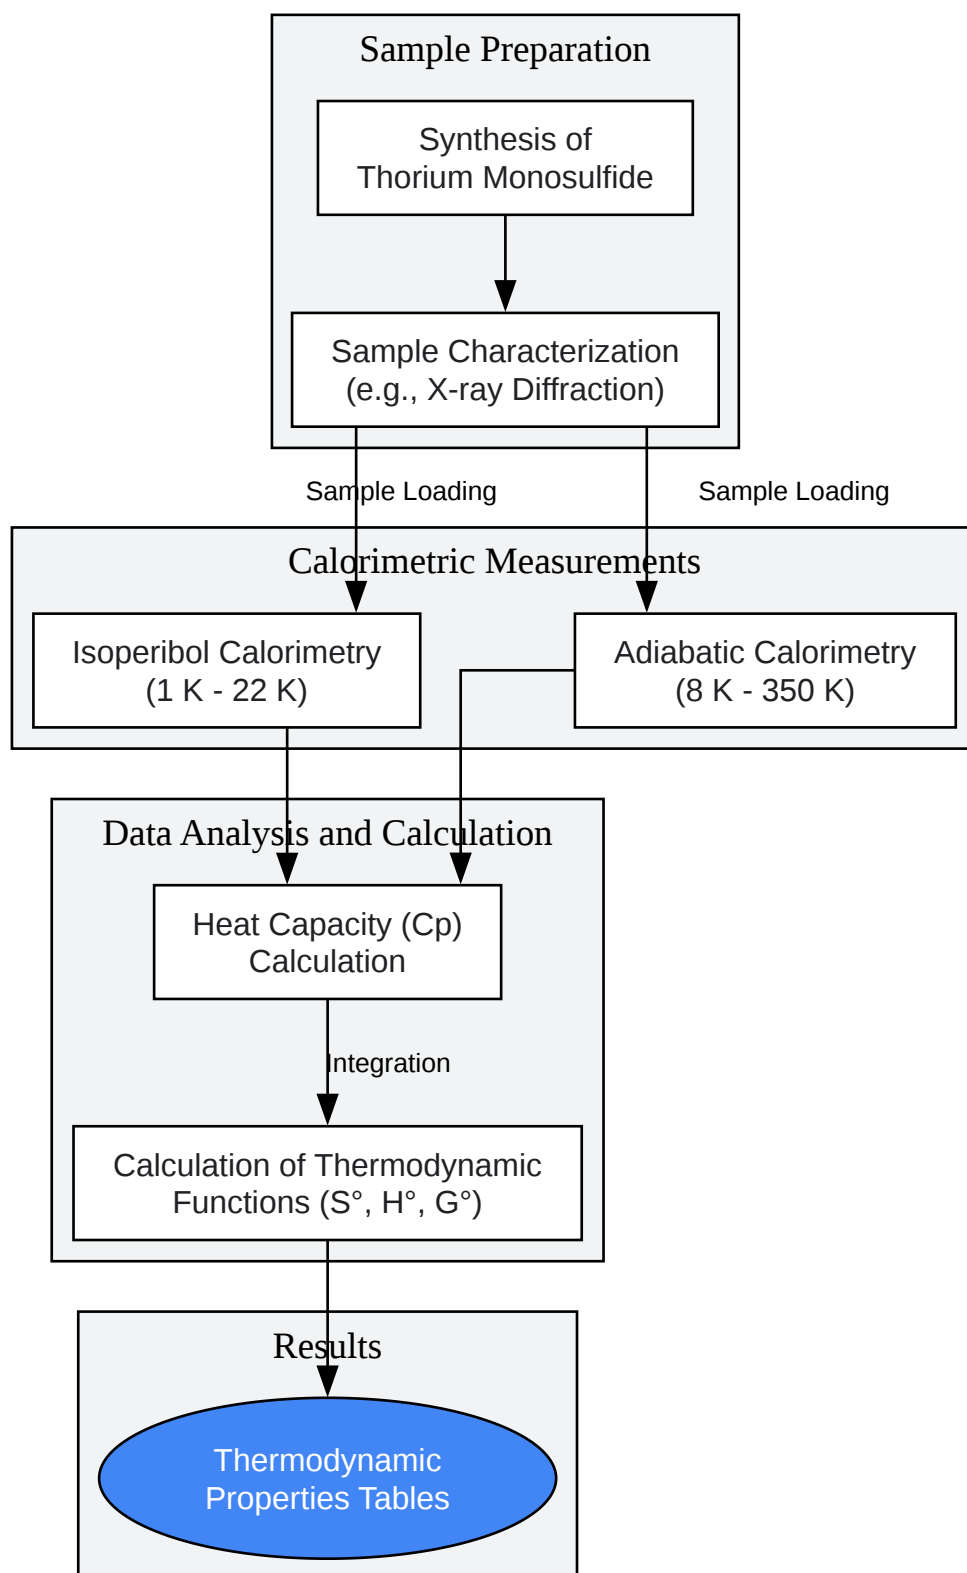 Sample Preparation
Synthesis of
Thorium Monosulfide
Sample Characterization
(e.g., X-ray Diffraction)
Sample Loading
Sample Loading
Calorimetric Measurements
Isoperibol Calorimetry
(1 K - 22 K)
Adiabatic Calorimetry
(8 K - 350 K)
Data Analysis and Calculation
Heat Capacity (Cp)
Calculation
Integration
Calculation of Thermodynamic
Functions (S°, H°, G°)
Results
Thermodynamic
Properties Tables